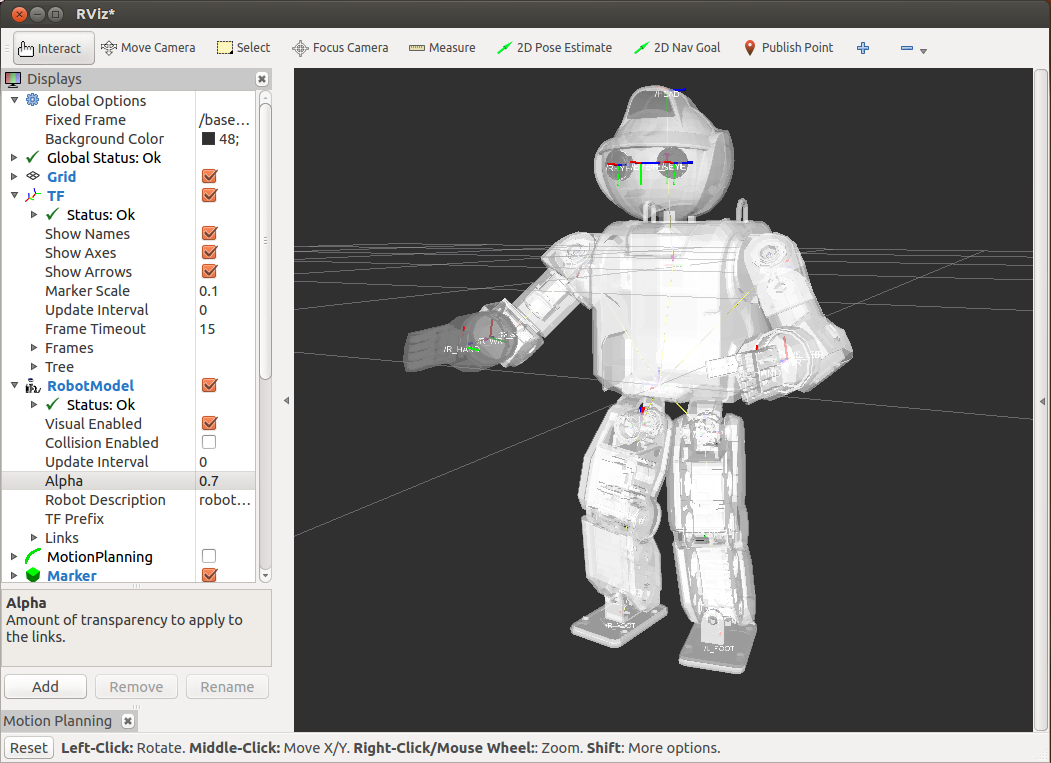 RViz*
Interact Move Camera Select Focus Camera Measure 2D Pose Estimate 2D Nav Goal Publish Point
Displays
Global Options
Fixed Frame /base...
Background Color 48;
Global Status: Ok
Grid
TF
Status: Ok
Show Names
Show Axes
Show Arrows
Marker Scale 0.1
Update Interval 0
Frame Timeout 15
Frames
Tree
RobotModel
Status: Ok
Visual Enabled
Collision Enabled
Update Interval 0
Alpha 0.7
Robot Description robot...
TF Prefix
Links
MotionPlanning
Marker
Alpha
Amount of transparency to apply to
the links.
Add Remove Rename
Motion Planning
Reset Left-Click: Rotate. Middle-Click: Move X/Y. Right-Click/Mouse Wheel:: Zoom. Shift: More options.
/R_HAND
/R_FOOT
/L_FOOT